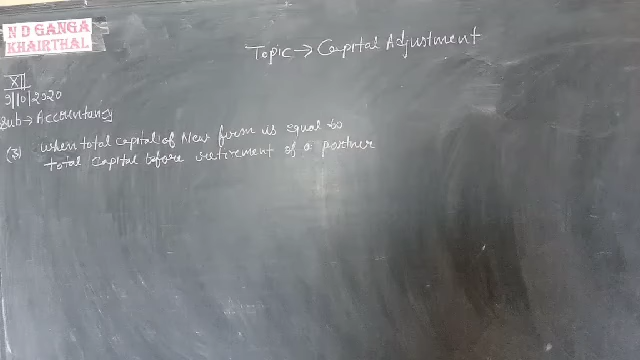 N D GANGA
KHAIRTHAL
Topic → Capital Adjustment
XII
9/10/2020
Sub → Accountancy
(3) when total capital of New firm is equal to
total capital before retirement of a partner